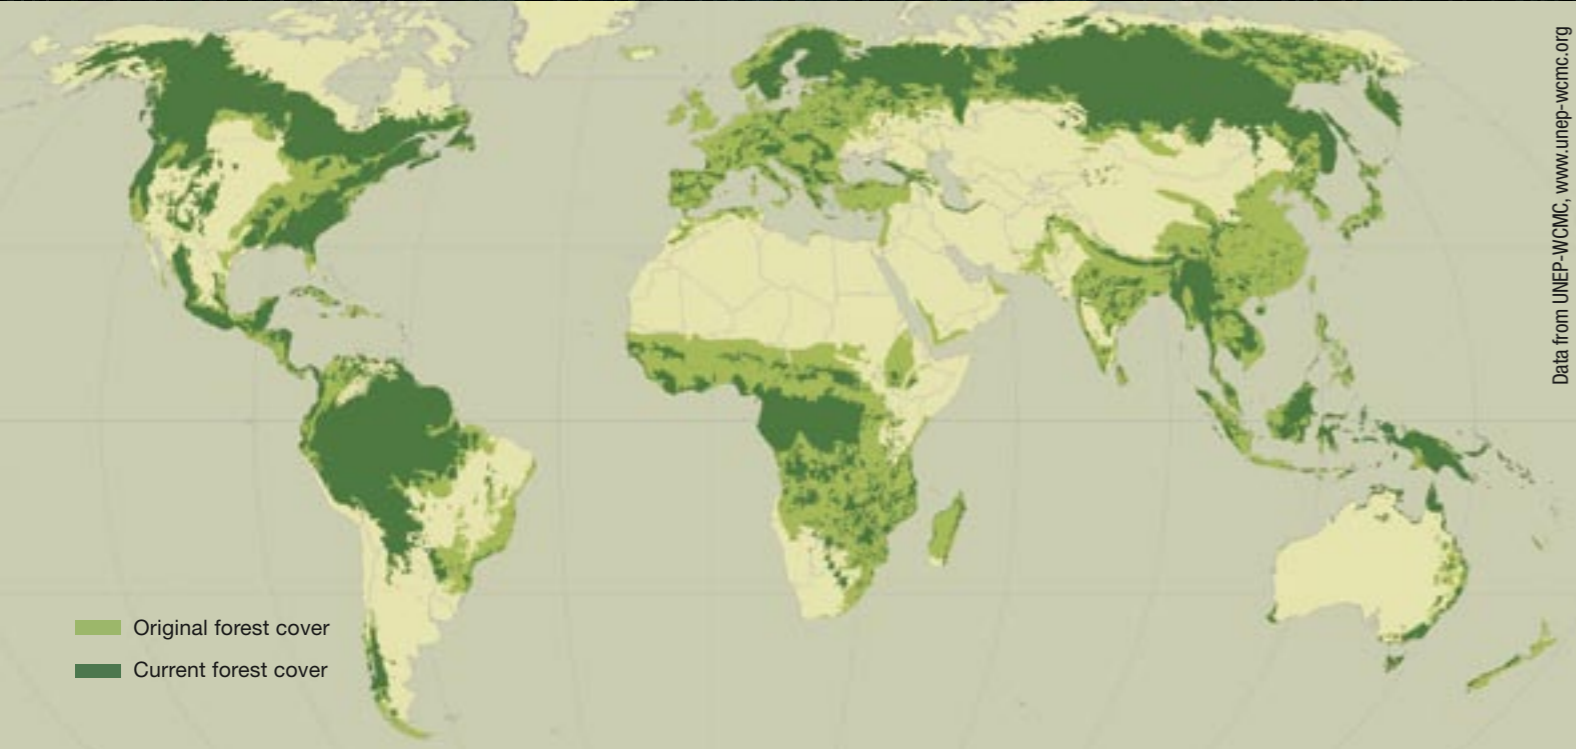 Original forest cover
Current forest cover
Data from UNEP-WCMC, www.unep-wcmc.org